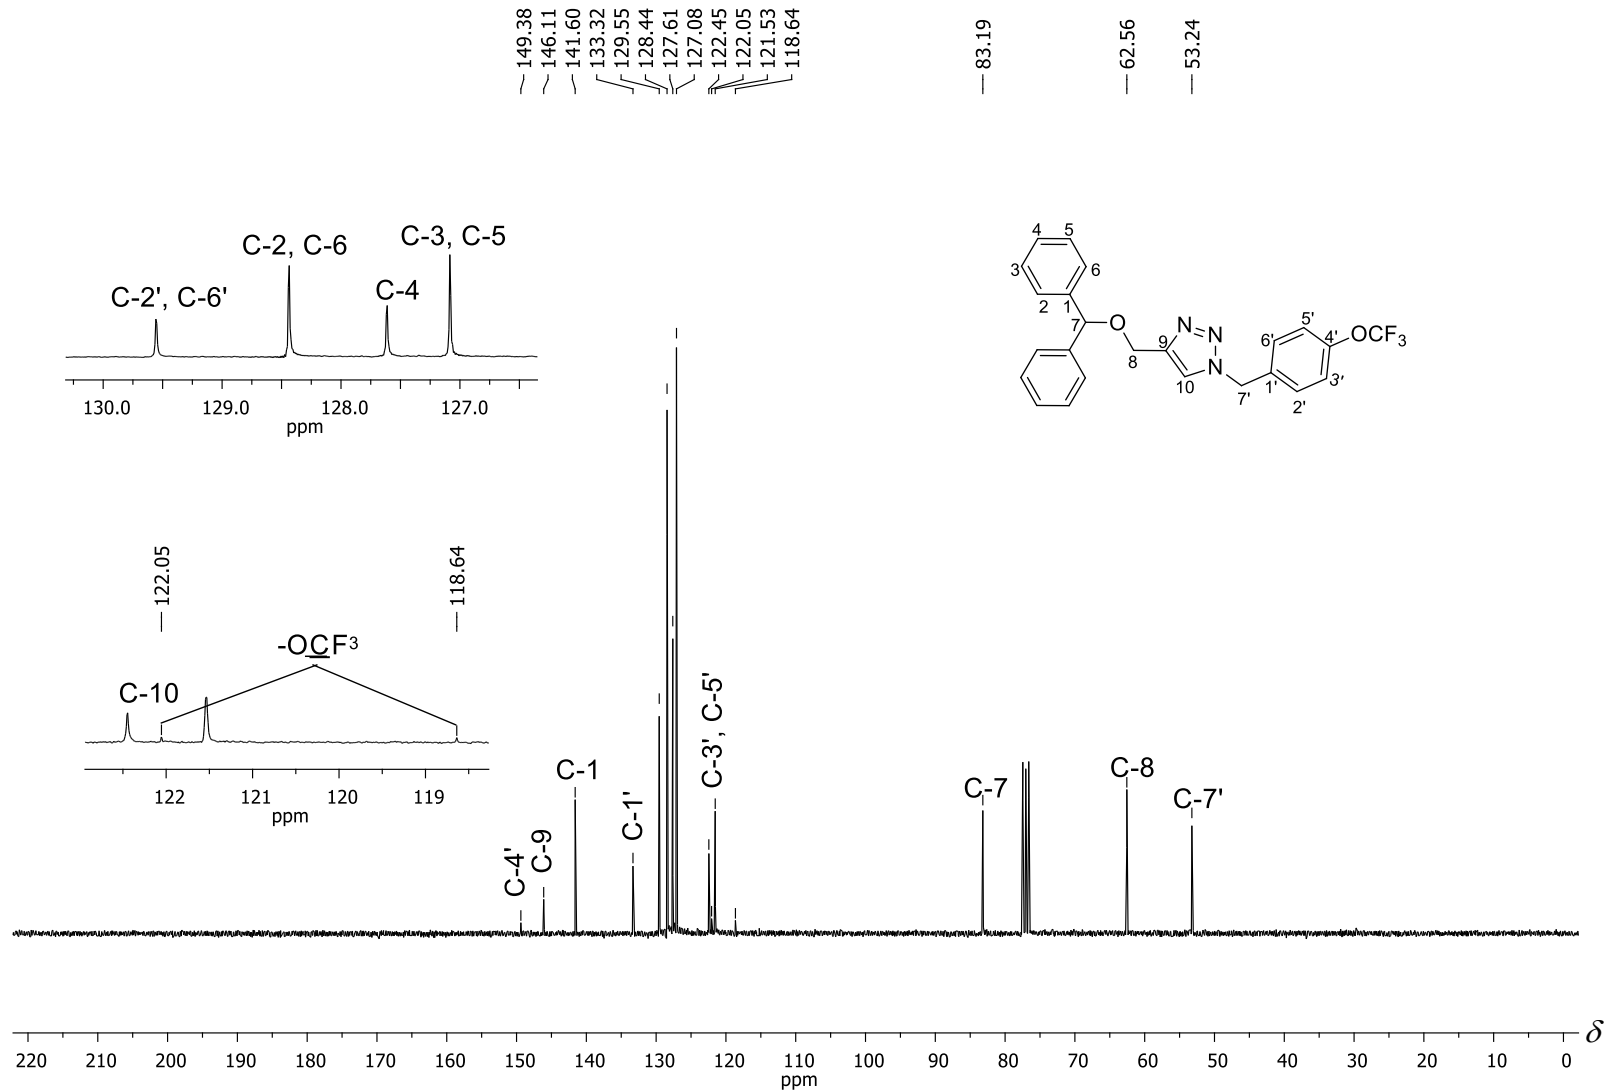 149.38
146.11
141.60
133.32
129.55
128.44
127.61
127.08
122.45
122.05
121.53
118.64
83.19
62.56
53.24
C-2', C-6'
C-2, C-6
C-4
C-3, C-5
130.0 129.0 128.0 127.0
ppm
4 5
3 6
2 1
7 O
8
9 N N
10 N
7'
6' 5'
1' 4' OCF3
2' 3'
122.05
118.64
-OCF3
C-10
122 121 120 119
ppm
C-4'
C-9
C-1
C-1'
C-3', C-5'
C-7
C-8
C-7'
220 210 200 190 180 170 160 150 140 130 120 110 100 90 80 70 60 50 40 30 20 10 0
ppm
δ